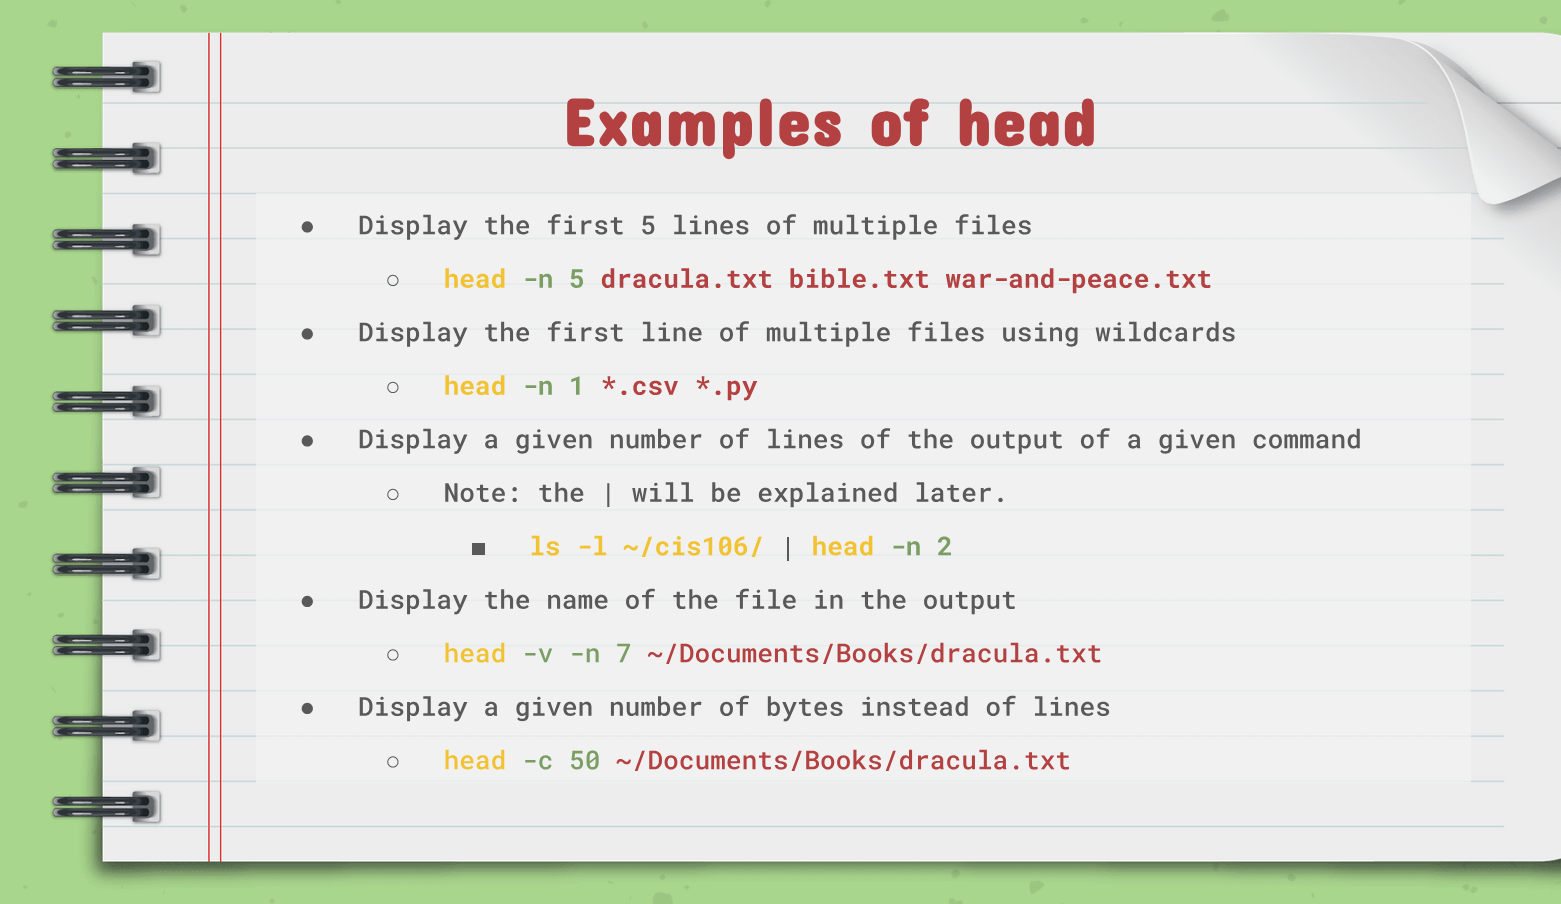 Examples of head
● Display the first 5 lines of multiple files
○ head -n 5 dracula.txt bible.txt war-and-peace.txt
● Display the first line of multiple files using wildcards
○ head -n 1 *.csv *.py
● Display a given number of lines of the output of a given command
○ Note: the | will be explained later.
■ ls -l ~/cis106/ | head -n 2
● Display the name of the file in the output
○ head -v -n 7 ~/Documents/Books/dracula.txt
● Display a given number of bytes instead of lines
○ head -c 50 ~/Documents/Books/dracula.txt